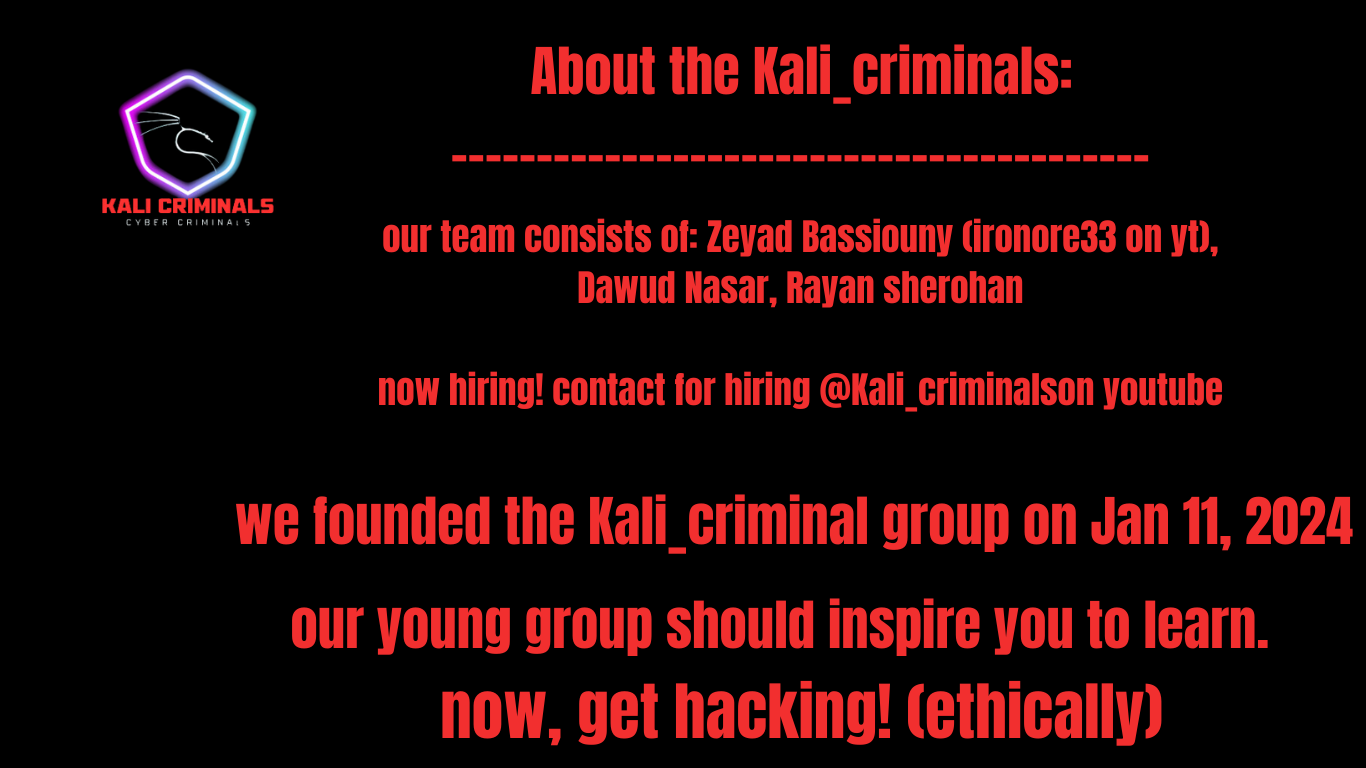 About the Kali_criminals:
-----------------------------------------
KALI CRIMINALS
CYBER CRIMINALS
our team consists of: Zeyad Bassiouny (ironore33 on yt),
Dawud Nasar, Rayan sherohan
now hiring! contact for hiring @Kali_criminalson youtube
we founded the Kali_criminal group on Jan 11, 2024
our young group should inspire you to learn.
now, get hacking! (ethically)